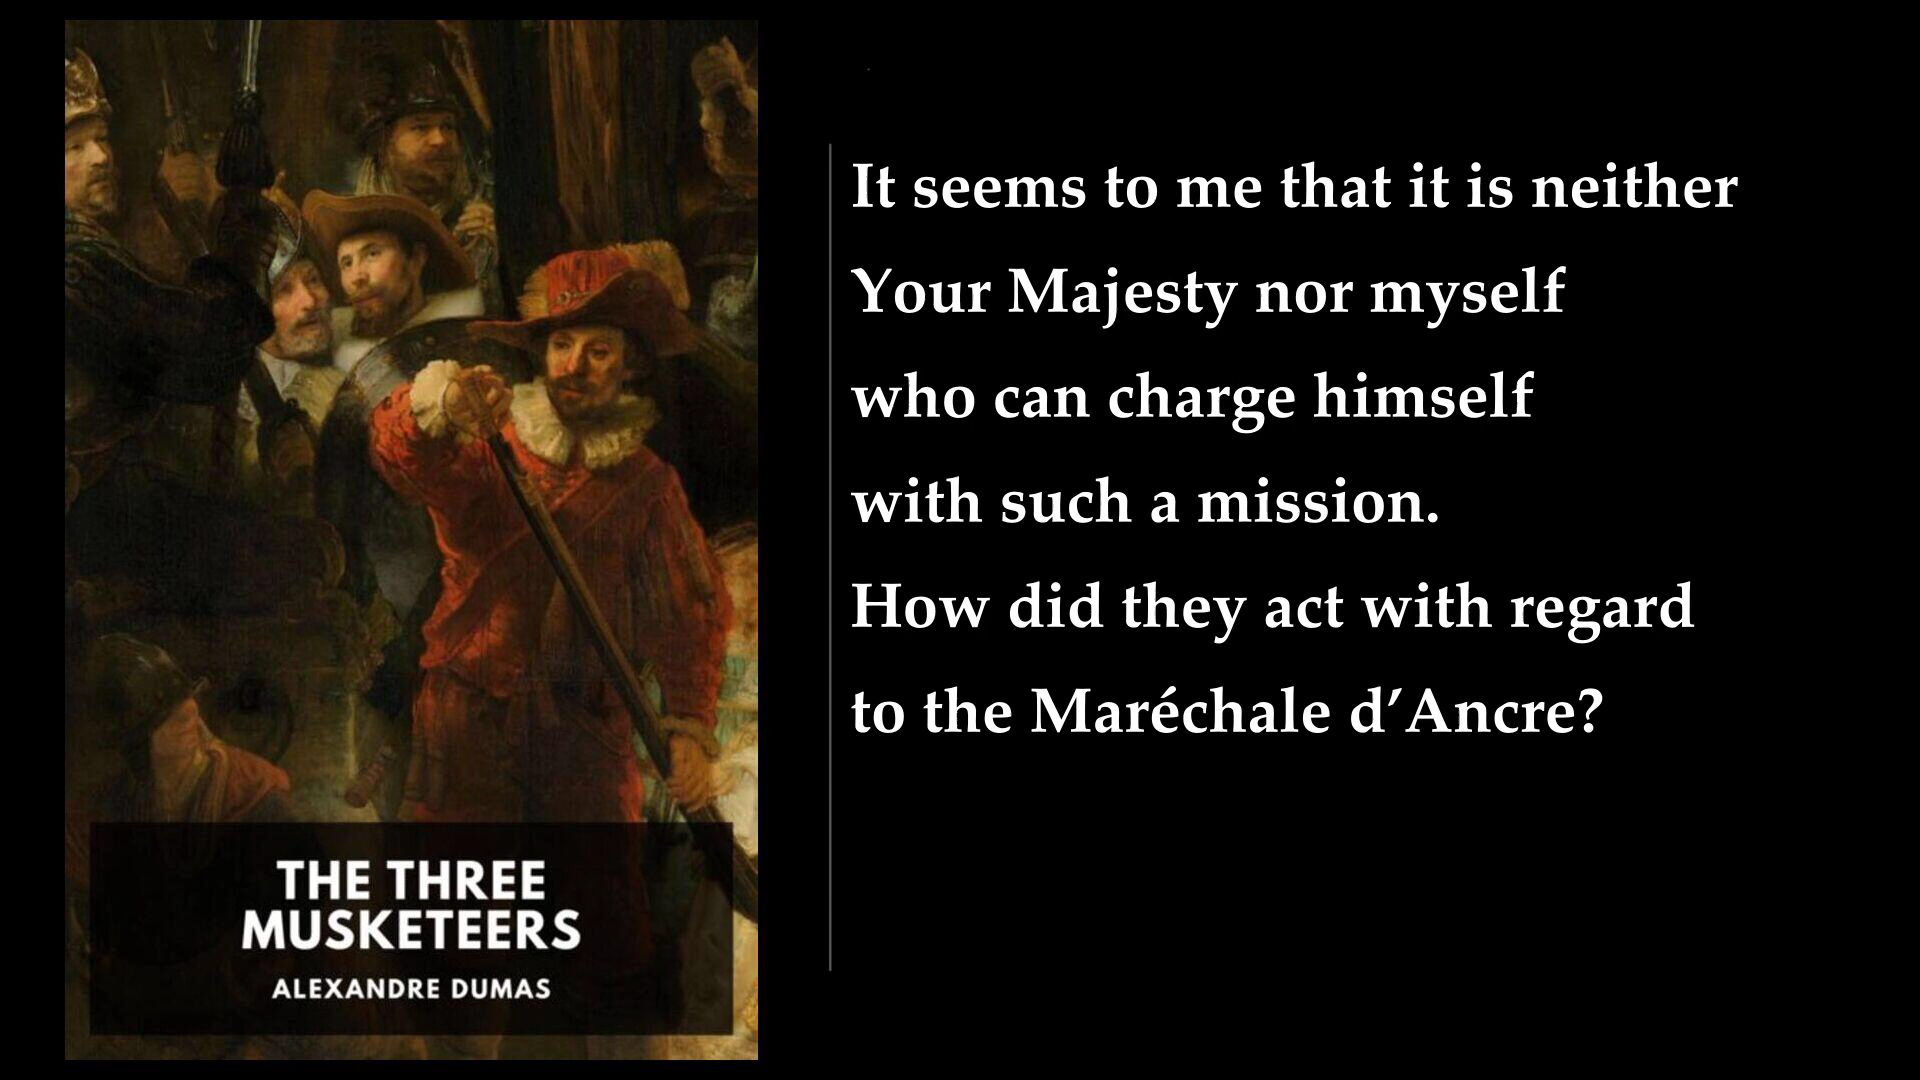 THE THREE
MUSKETEERS
ALEXANDRE DUMAS
It seems to me that it is neither
Your Majesty nor myself
who can charge himself
with such a mission.
How did they act with regard
to the Maréchale d’Ancre?